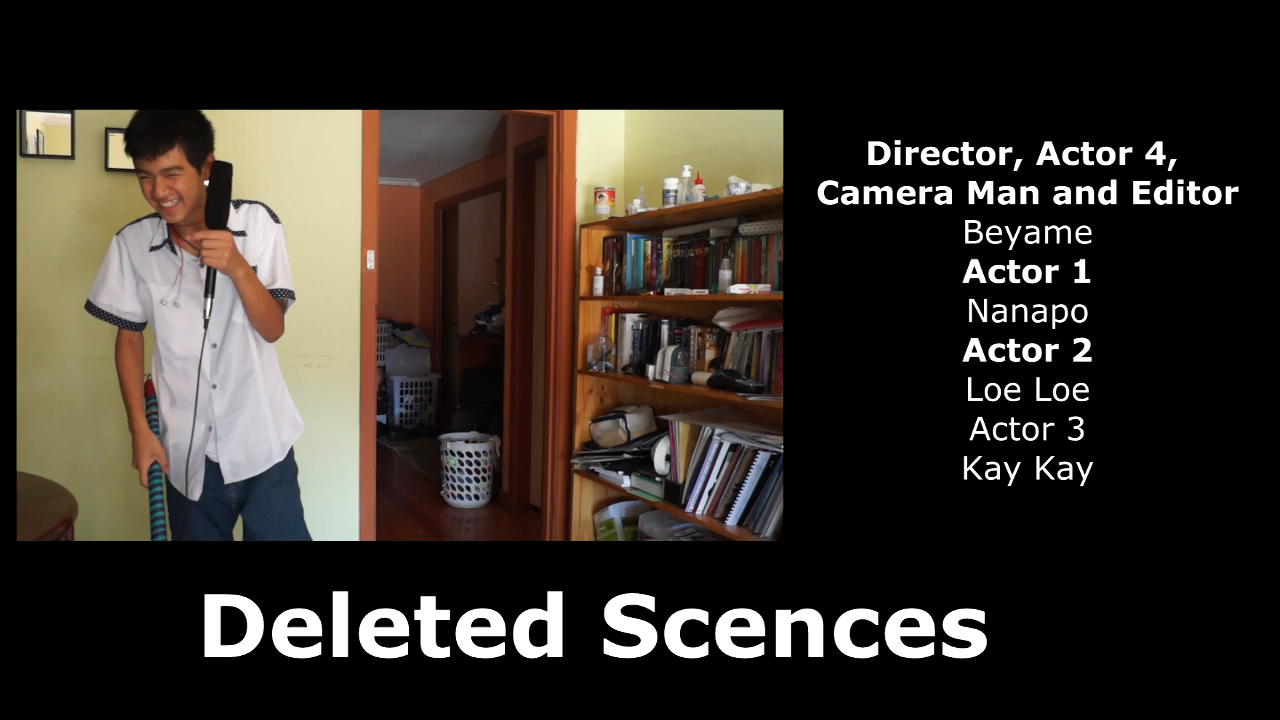 Director, Actor 4,
Camera Man and Editor
Beyame
Actor 1
Nanapo
Actor 2
Loe Loe
Actor 3
Kay Kay
Deleted Scences